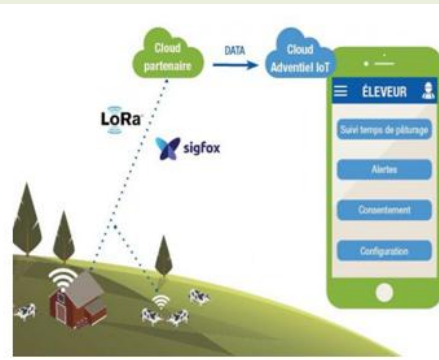 Cloud
partenaire
DATA
Cloud
Adventiel IoT
LoRa
sigfox
ÉLEVEUR
Suivi temps de pâturage
Alertes
Consentement
Configuration